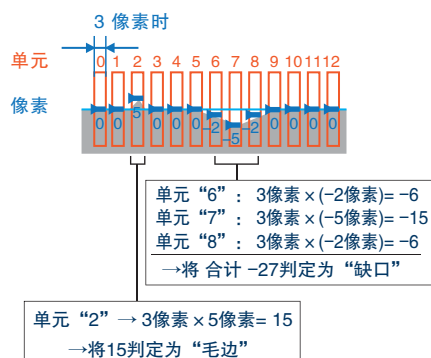 3 像素时
单元 0 1 2 3 4 5 6 7 8 9 10 11 12
像素
0 0 5 0 0 0 -2 -5 -2 0 0 0 0
单元“6”： 3像素×(-2像素)= -6
单元“7”： 3像素×(-5像素)= -15
单元“8”： 3像素×(-2像素)= -6
→将 合计 -27判定为“缺口”
单元“2”→ 3像素×5像素= 15
→将15判定为“毛边”